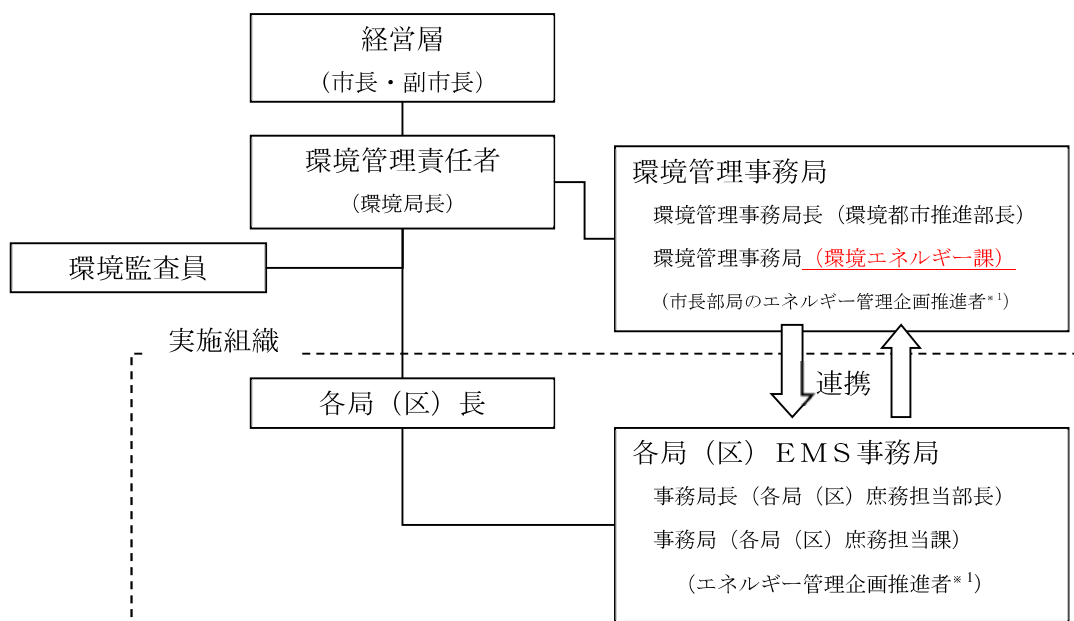 経営層
（市長・副市長）
環境管理責任者
（環境局長）
環境管理事務局
環境管理事務局長（環境都市推進部長）
環境管理事務局（環境エネルギー課）
（市長部局のエネルギー管理企画推進者※1）
環境監査員
実施組織
連携
各局（区）長
各局（区）ＥＭＳ事務局
事務局長（各局（区）庶務担当部長）
事務局（各局（区）庶務担当課）
（エネルギー管理企画推進者※1）